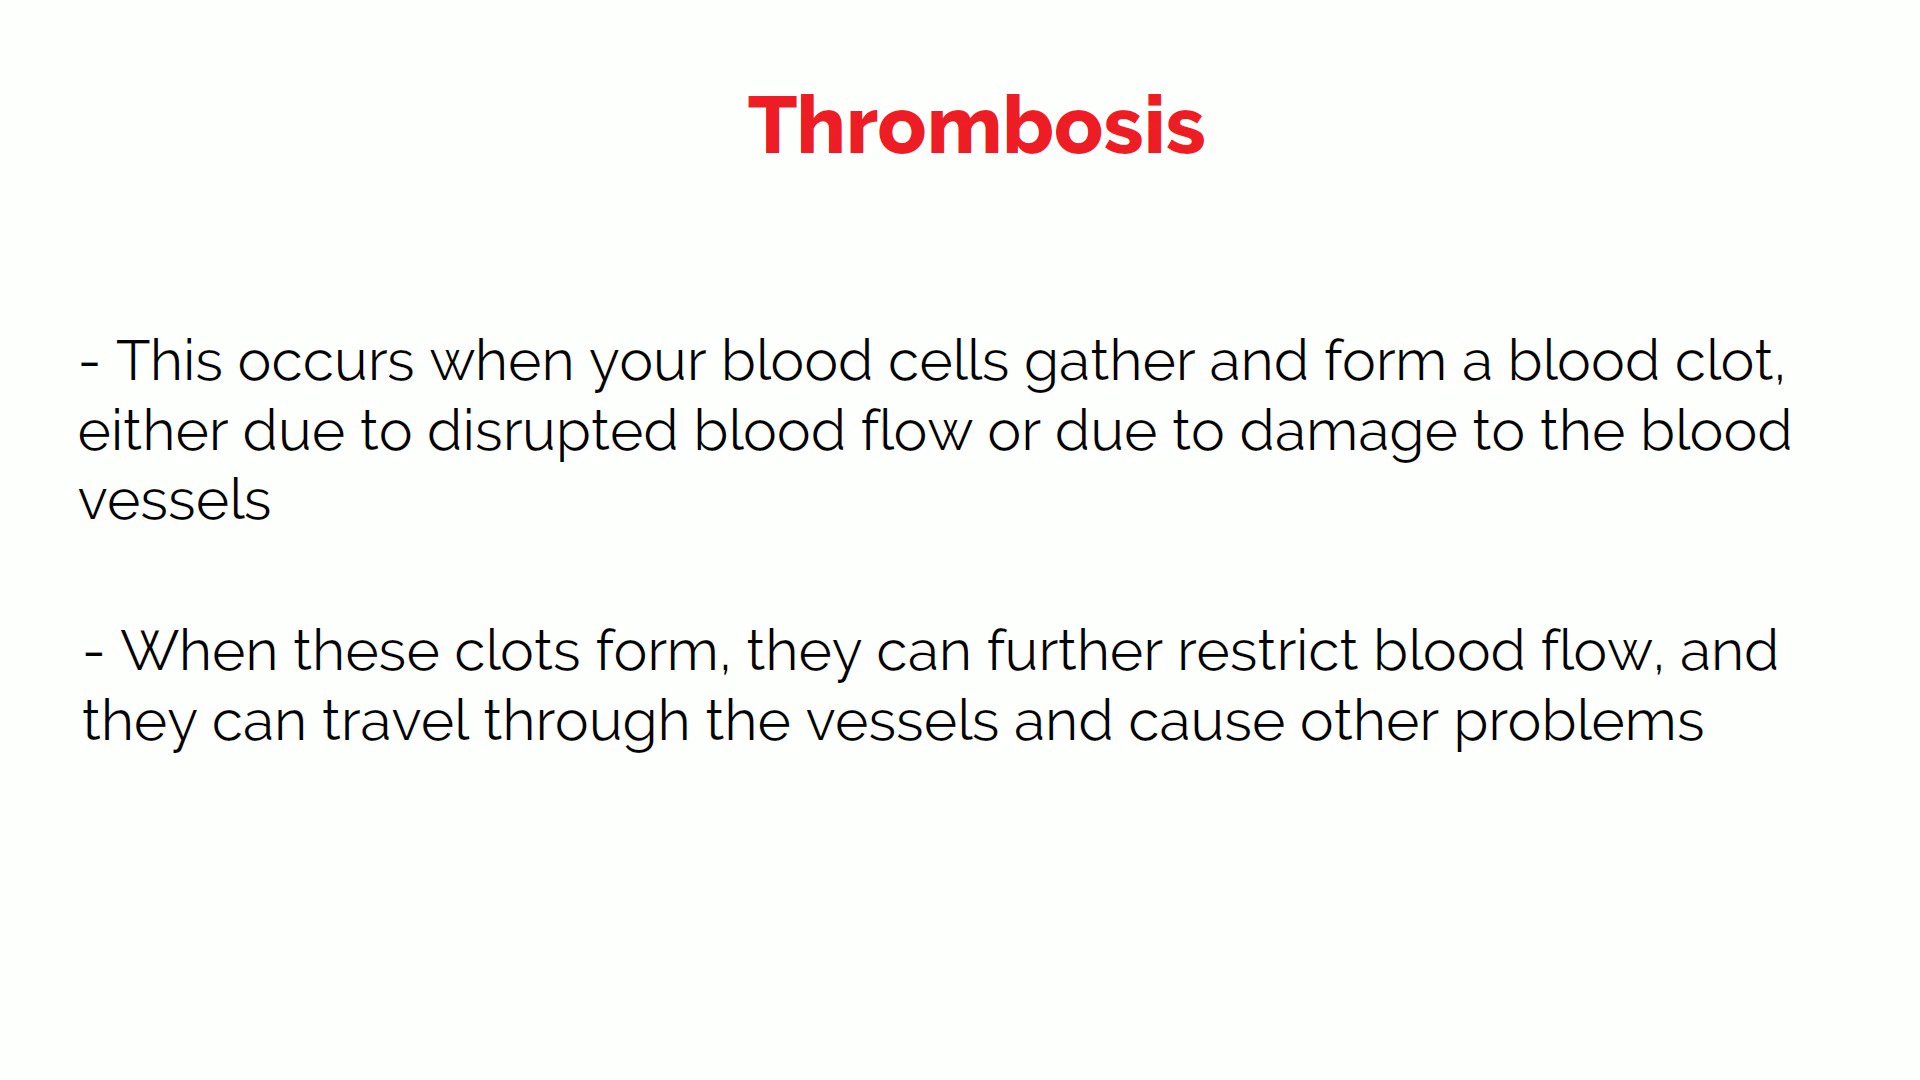 Thrombosis
- This occurs when your blood cells gather and form a blood clot,
either due to disrupted blood flow or due to damage to the blood
vessels
- When these clots form, they can further restrict blood flow, and
they can travel through the vessels and cause other problems